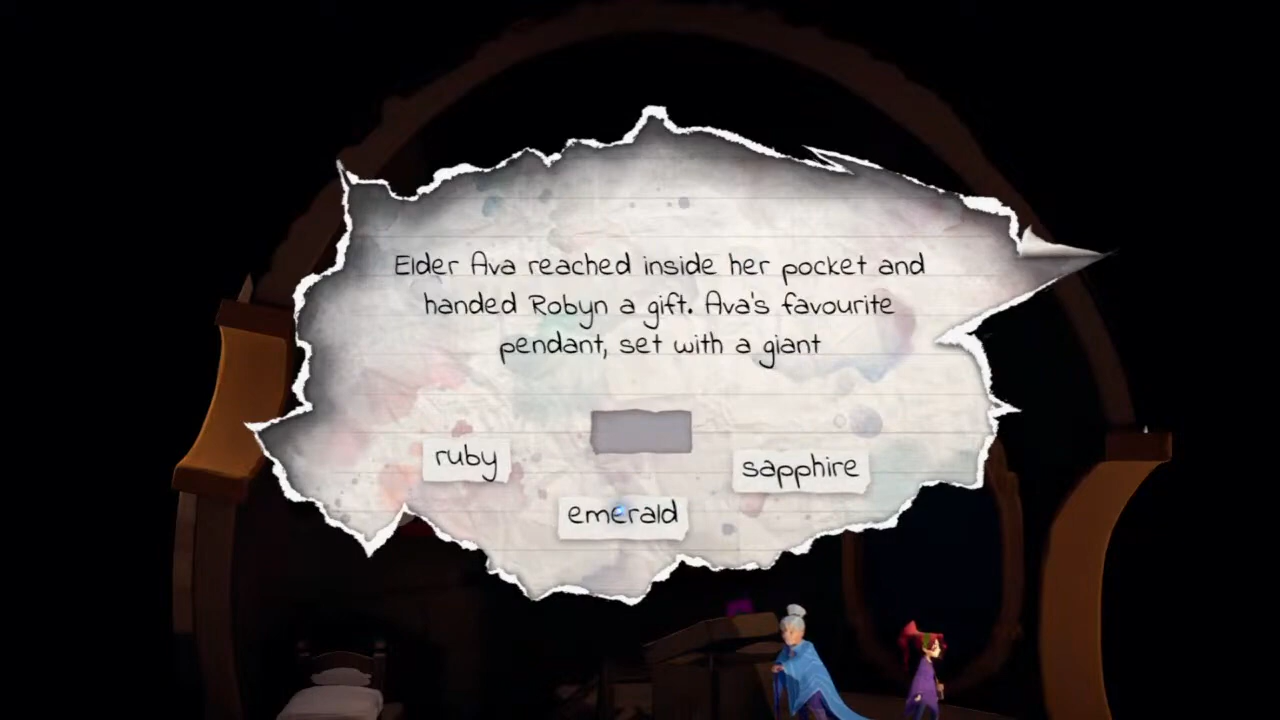 Elder Ava reached inside her pocket and
handed Robyn a gift. Ava's favourite
pendant, set with a giant
ruby
sapphire
emerald